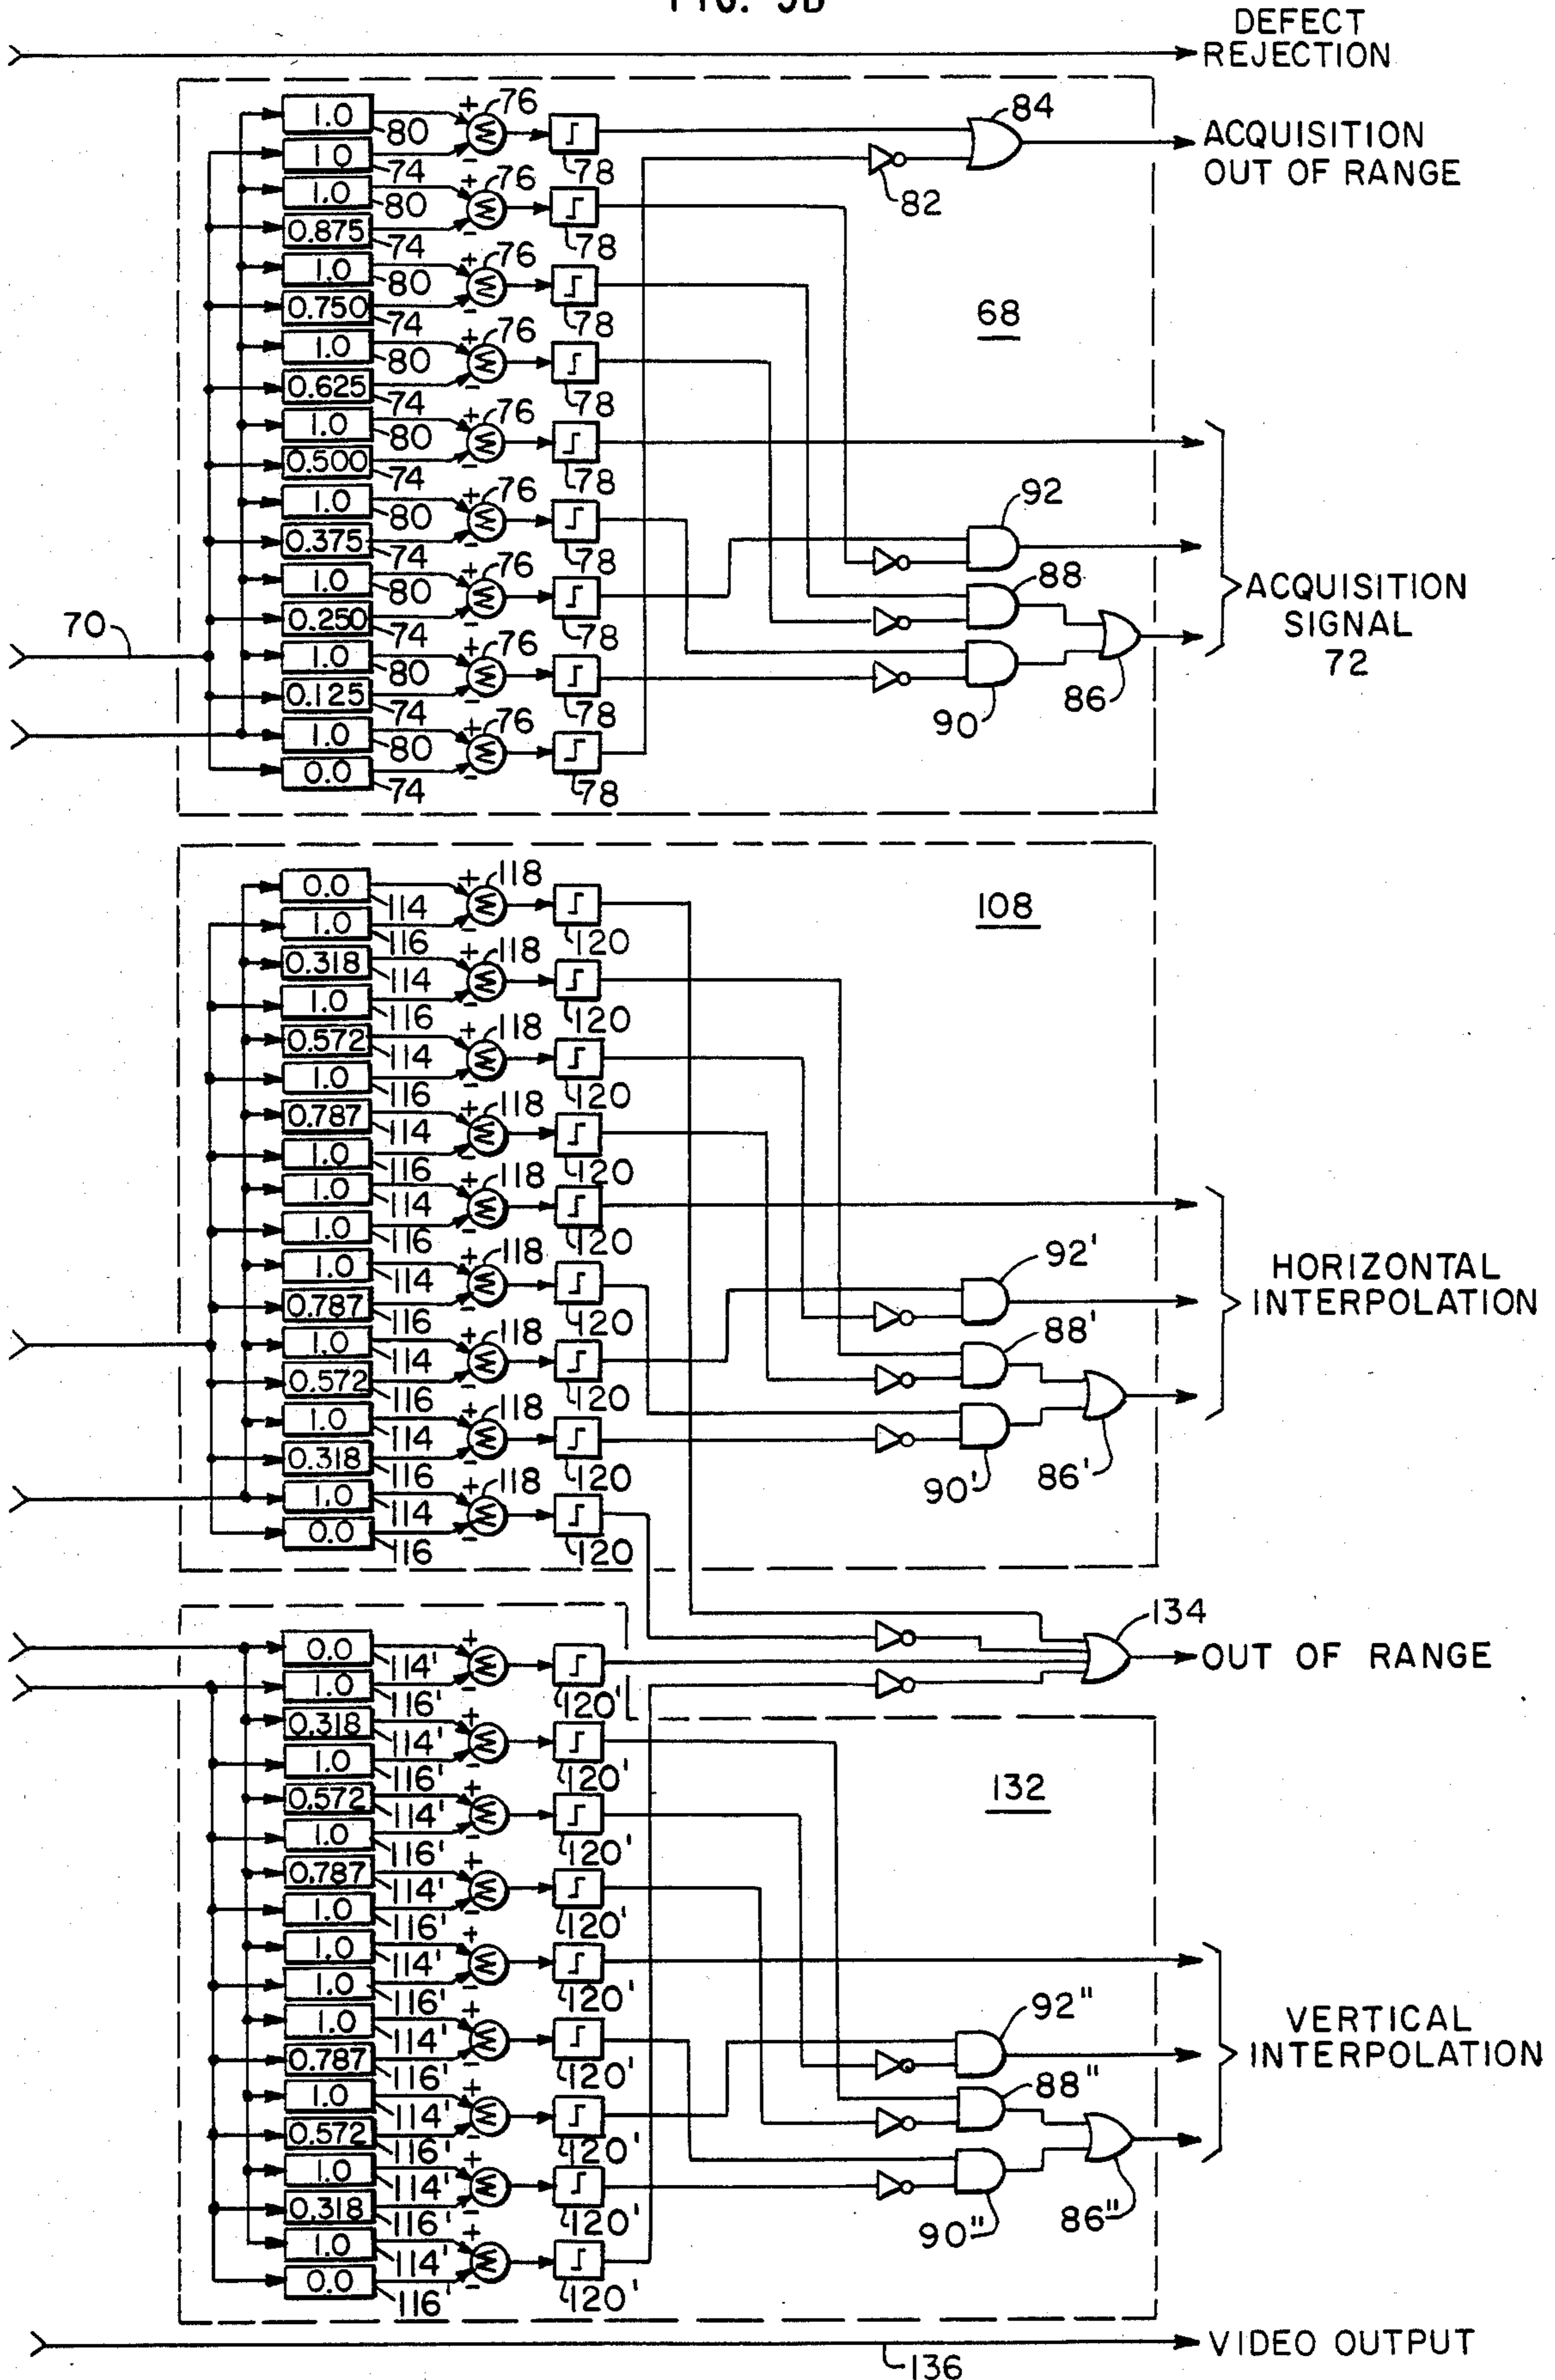 FIG.
DEFECT
REJECTION
1.0 80 + 76 78
1.0 74 -
84
ACQUISITION
OUT OF RANGE
82
1.0 80 + 76 78
0.875 74 -
1.0 80 + 76 78
0.750 74 -
68
1.0 80 + 76 78
0.625 74 -
1.0 80 + 76 78
0.500 74 -
1.0 80 + 76 78
0.375 74 -
92
1.0 80 + 76 78
0.250 74 -
88
ACQUISITION
SIGNAL
72
70
1.0 80 + 76 78
0.125 74 -
90
86
1.0 80 + 76 78
0.0 74 -
0.0 114 + 118 120
1.0 116 -
108
0.318 114 + 118 120
1.0 116 -
0.572 114 + 118 120
1.0 116 -
0.787 114 + 118 120
1.0 116 -
1.0 114 + 118 120
1.0 116 -
1.0 114 + 118 120
0.787 116 -
92'
HORIZONTAL
INTERPOLATION
1.0 114 + 118 120
0.572 116 -
88'
1.0 114 + 118 120
0.318 116 -
90'
86'
1.0 114 + 118 120
0.0 116 -
134
OUT OF RANGE
0.0 114' + 120'
1.0 116' -
0.318 114' + 120'
1.0 116' -
132
0.572 114' + 120'
1.0 116' -
0.787 114' + 120'
1.0 116' -
1.0 114' + 120'
1.0 116' -
1.0 114' + 120'
0.787 116' -
92"
VERTICAL
INTERPOLATION
1.0 114' + 120'
0.572 116' -
88"
1.0 114' + 120'
0.318 116' -
90"
86"
1.0 114' + 120'
0.0 116' -
VIDEO OUTPUT
136